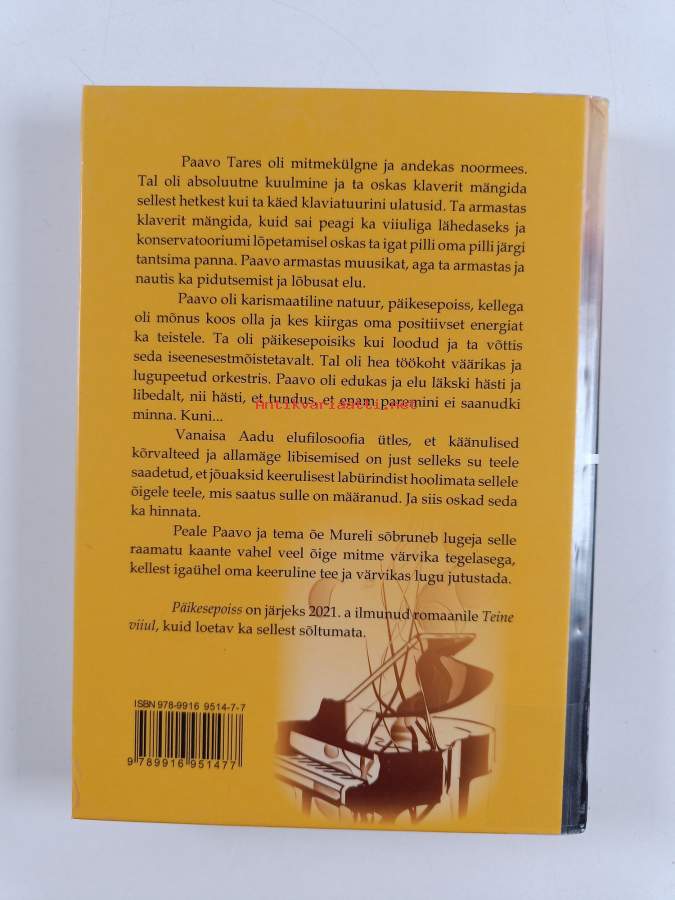 Paavo Tares oli mitmekülgne ja andekas noormees.
Tal oli absoluutne kuulmine ja ta oskas klaverit mängida
sellest hetkest kui ta käed klaviatuurini ulatusid. Ta armastas
klaverit mängida, kuid sai peagi ka viiuliga lähedaseks ja
konservatooriumi lõpetamisel oskas ta igat pilli oma pilli järgi
tantsima panna. Paavo armastas muusikat, aga ta armastas ja
nautis ka pidutsemist ja lõbusat elu.
Paavo oli karismaatiline natuur, päikesepoiss, kellega
oli mõnus koos olla ja kes kiirgas oma positiivset energiat
ka teistele. Ta oli päikesepoisiks kui loodud ja ta võttis
seda iseenesestmõistetavalt. Tal oli hea töökoht väärikas ja
lugupeetud orkestris. Paavo oli edukas ja elu läkski hästi ja
libedalt, nii hästi, et tundus, et enam paremini ei saanudki
Antikvariaatti.net
minna. Kuni...
Vanaisa Aadu elufilosoofia ütles, et käänulised
kõrvalteed ja allamäge libisemised on just selleks su teele
saadetud, et jõuaksid keerulisest labürindist hoolimata sellele
õigele teele, mis saatus sulle on määranud. Ja siis oskad seda
ka hinnata.
Peale Paavo ja tema õe Mureli sõbruneb lugeja selle
raamatu kaante vahel veel õige mitme värvika tegelasega,
kellest igaühel oma keeruline tee ja värvikas lugu jutustada.
Päikesepoiss on järjeks 2021. a ilmunud romaanile Teine
viiul, kuid loetav ka sellest sõltumata.
ISBN 978-9916 9514-7-7
9 789916 951477